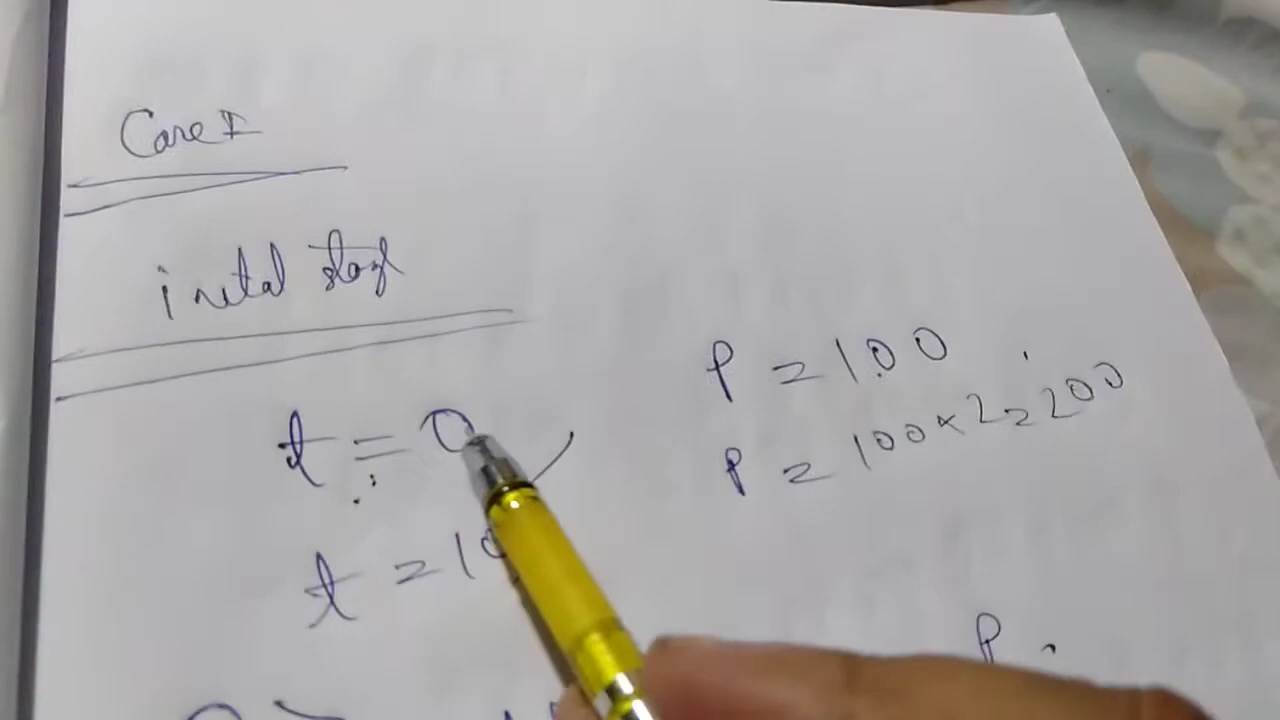 Case I
inital stage
t = 0
P = 100
P = 100 × 2 = 200
t = 10
P